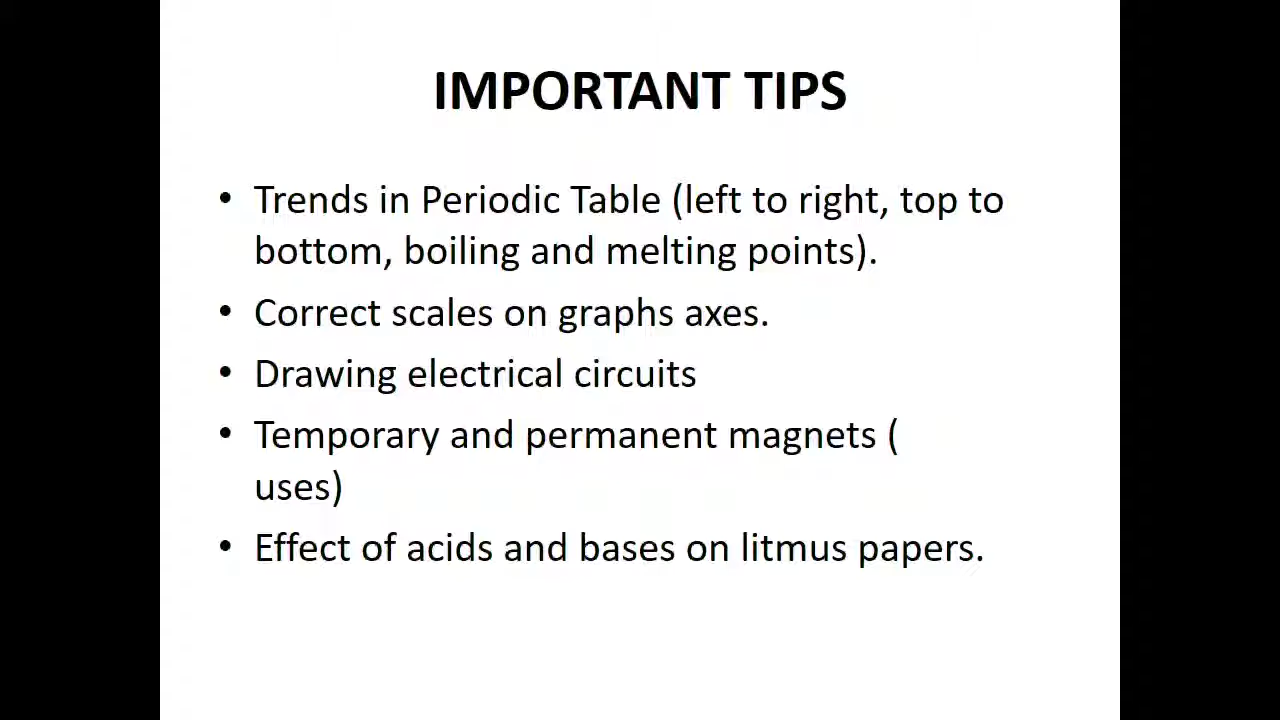 IMPORTANT TIPS
• Trends in Periodic Table (left to right, top to
bottom, boiling and melting points).
• Correct scales on graphs axes.
• Drawing electrical circuits
• Temporary and permanent magnets (
uses)
• Effect of acids and bases on litmus papers.